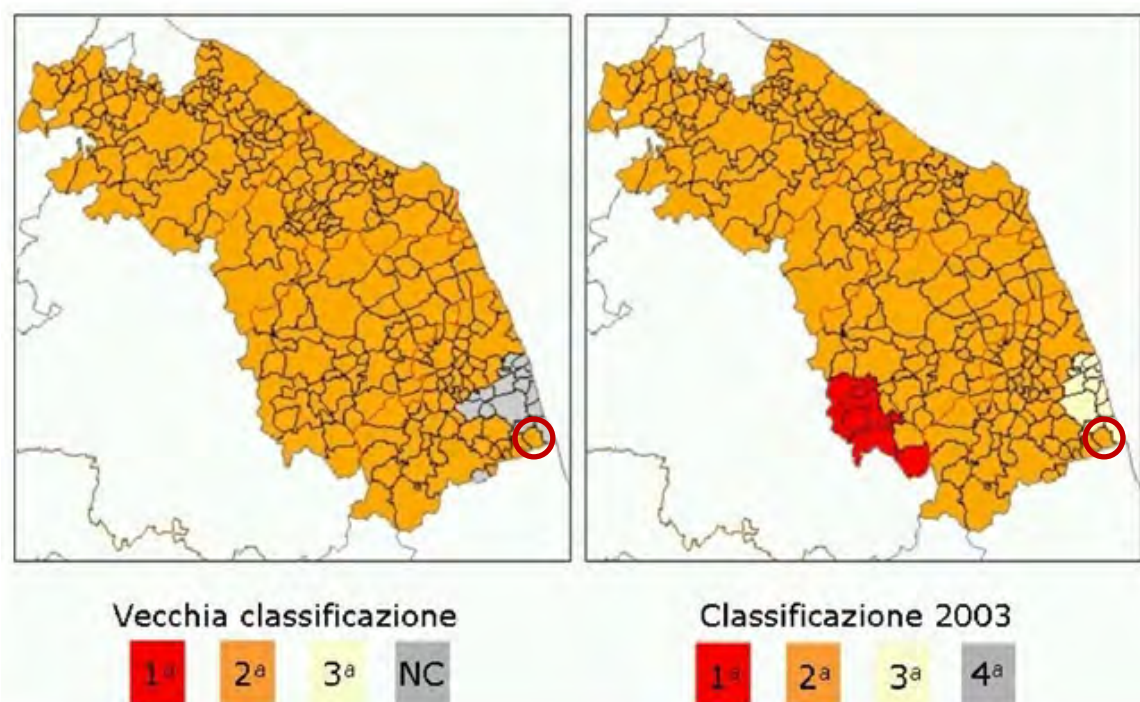 Vecchia classificazione
1ª 2ª 3ª NC
Classificazione 2003
1ª 2ª 3ª 4ª